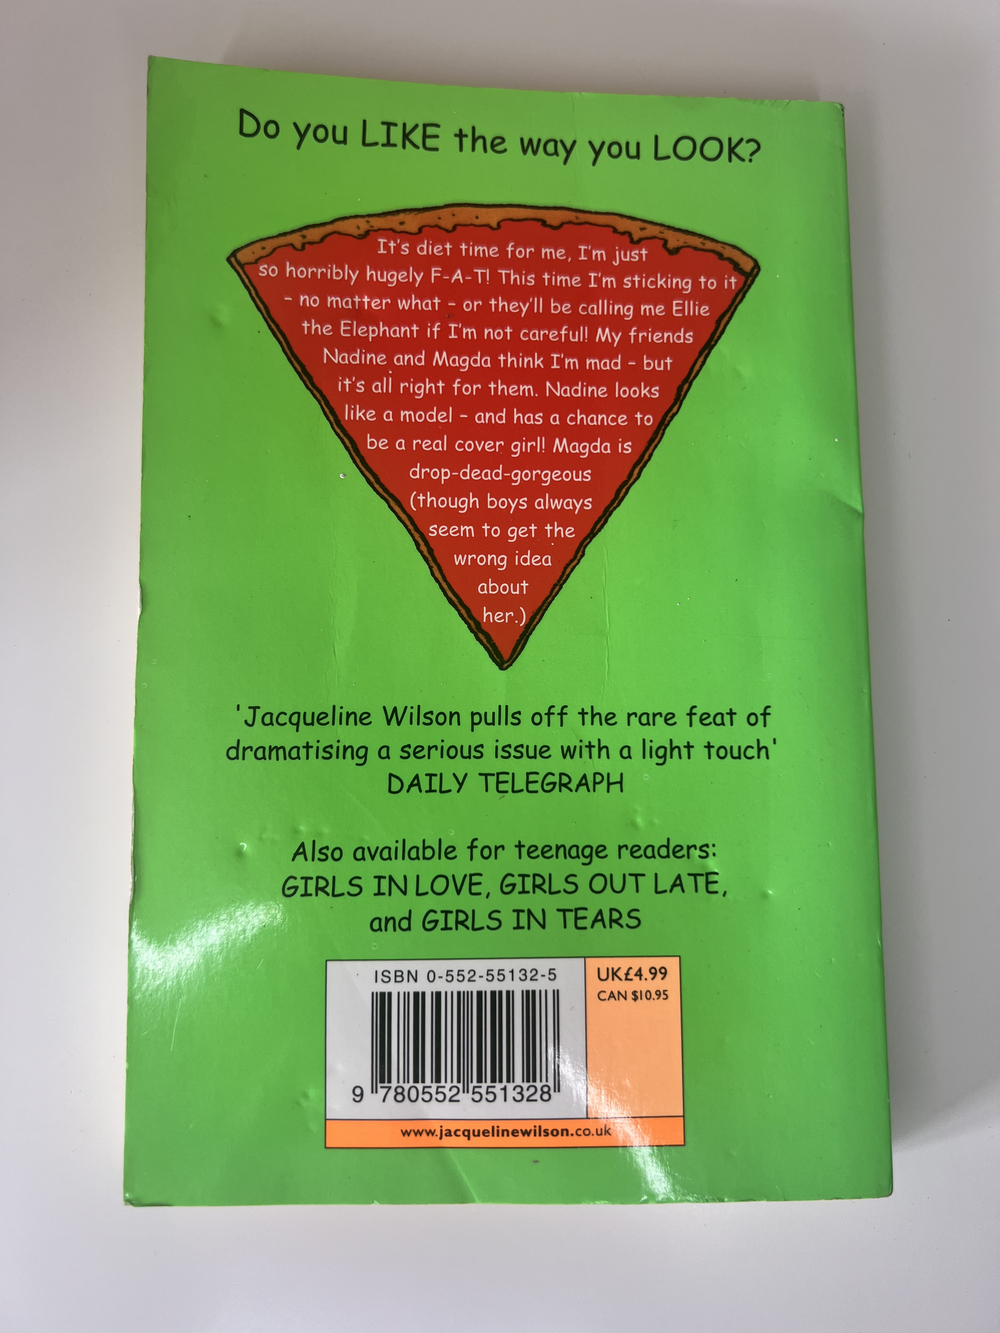 Do you LIKE the way you LOOK?
It's diet time for me, I'm just
so horribly hugely F-A-T! This time I'm sticking to it
– no matter what – or they'll be calling me Ellie
the Elephant if I'm not careful! My friends
Nadine and Magda think I'm mad – but
it's all right for them. Nadine looks
like a model – and has a chance to
be a real cover girl! Magda is
drop-dead-gorgeous
(though boys always
seem to get the
wrong idea
about
her.)
'Jacqueline Wilson pulls off the rare feat of
dramatising a serious issue with a light touch'
DAILY TELEGRAPH
Also available for teenage readers:
GIRLS IN LOVE, GIRLS OUT LATE,
and GIRLS IN TEARS
ISBN 0-552-55132-5
UK£4.99
CAN $10.95
9 780552 551328
www.jacquelinewilson.co.uk